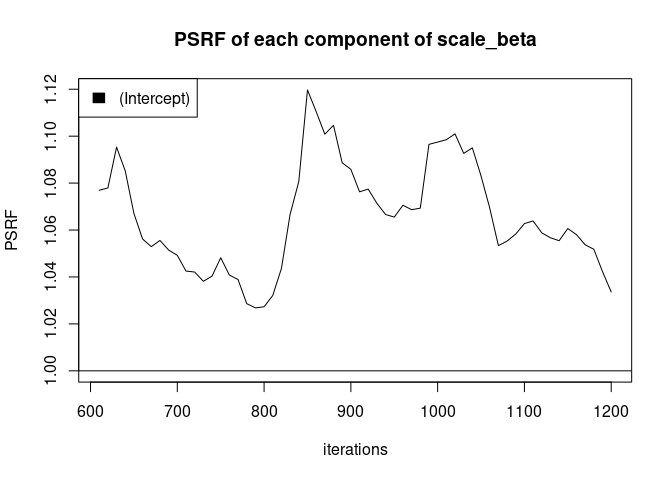 PSRF of each component of scale_beta
(Intercept)
PSRF
1.12
1.10
1.08
1.06
1.04
1.02
1.00
600 700 800 900 1000 1100 1200
iterations